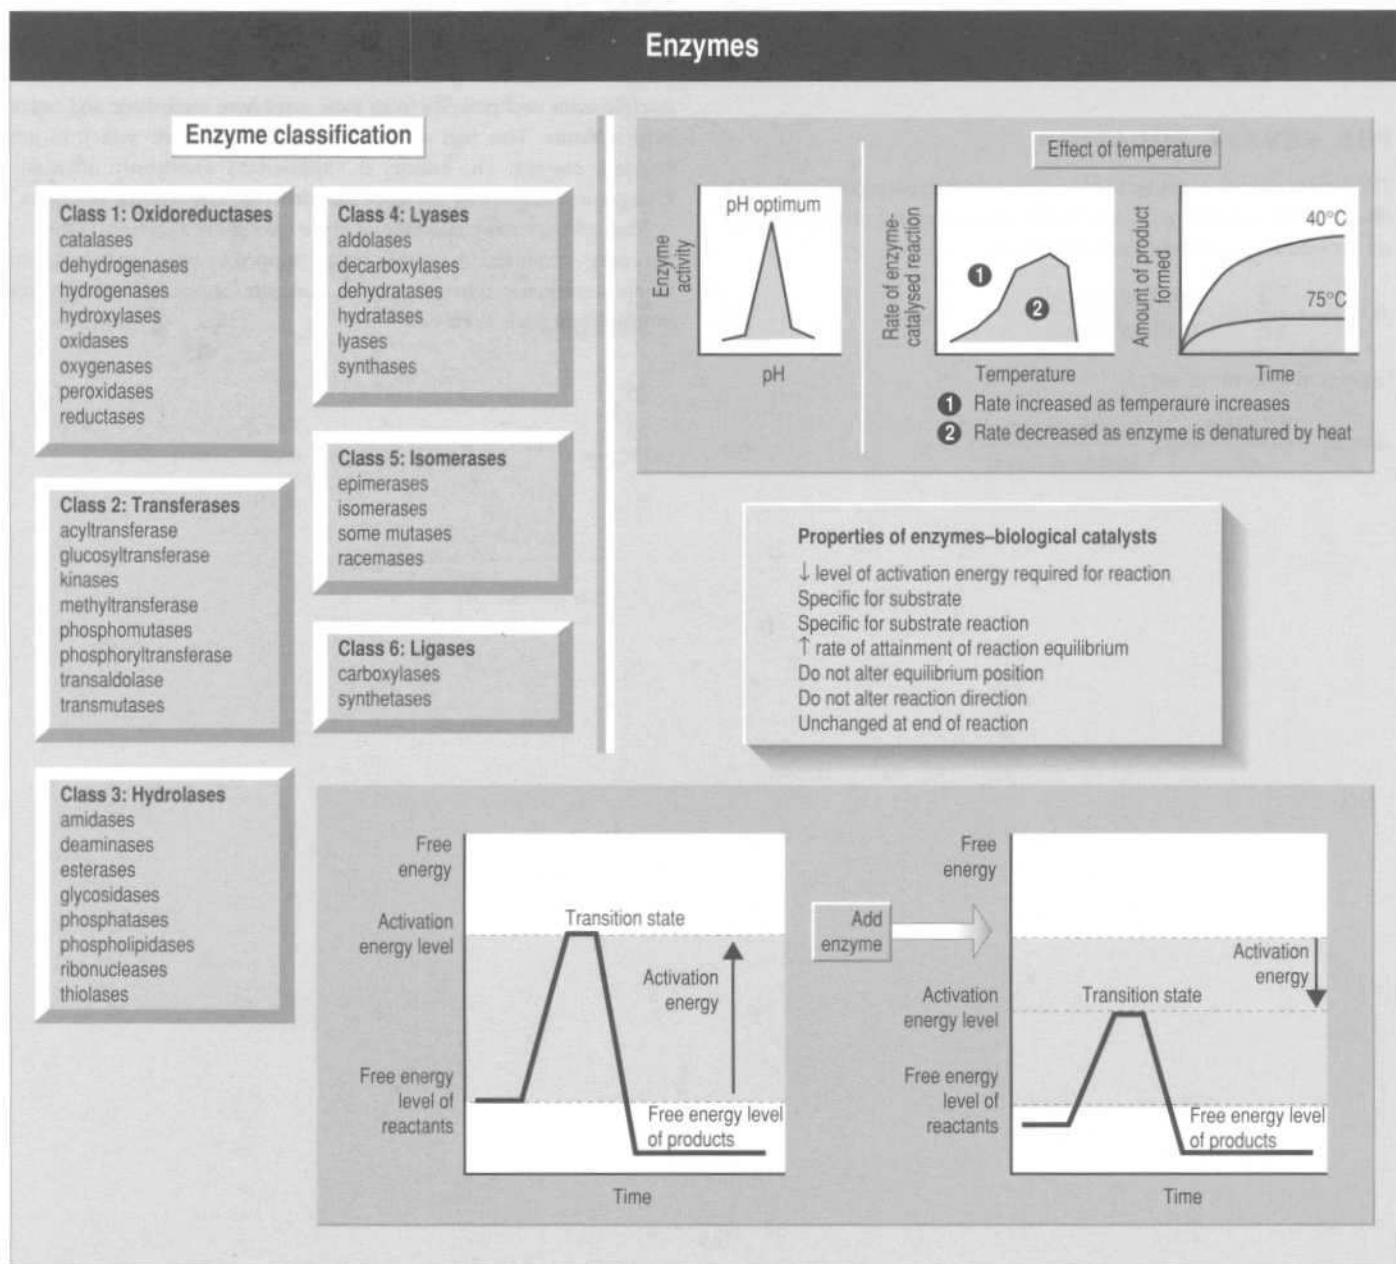 Enzymes
Enzyme classification
Class 1: Oxidoreductases
catalases
dehydrogenases
hydrogenases
hydroxylases
oxidases
oxygenases
peroxidases
reductases
Class 2: Transferases
acyltransferase
glucosyltransferase
kinases
methyltransferase
phosphomutases
phosphoryltransferase
transaldolase
transmutases
Class 3: Hydrolases
amidases
deaminases
esterases
glycosidases
phosphatases
phospholipidases
ribonucleases
thiolases
Class 4: Lyases
aldolases
decarboxylases
dehydratases
hydratases
lyases
synthases
Class 5: Isomerases
epimerases
isomerases
some mutases
racemases
Class 6: Ligases
carboxylases
synthetases
Enzyme
activity
pH optimum
pH
Effect of temperature
Rate of enzyme-
catalysed reaction
1
2
Temperature
Amount of product
formed
40°C
75°C
Time
1 Rate increased as temperaure increases
2 Rate decreased as enzyme is denatured by heat
Properties of enzymes–biological catalysts
↓ level of activation energy required for reaction
Specific for substrate
Specific for substrate reaction
↑ rate of attainment of reaction equilibrium
Do not alter equilibrium position
Do not alter reaction direction
Unchanged at end of reaction
Free
energy
Activation
energy level
Free energy
level of
reactants
Transition state
Activation
energy
Free energy level
of products
Time
Add
enzyme
Free
energy
Activation
energy level
Free energy
level of
reactants
Activation
energy
Transition state
Free energy level
of products
Time